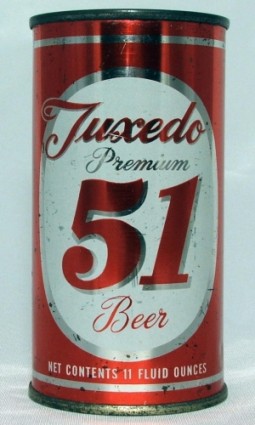 Tuxedo
Premium
51
Beer
NET CONTENTS 11 FLUID OUNCES